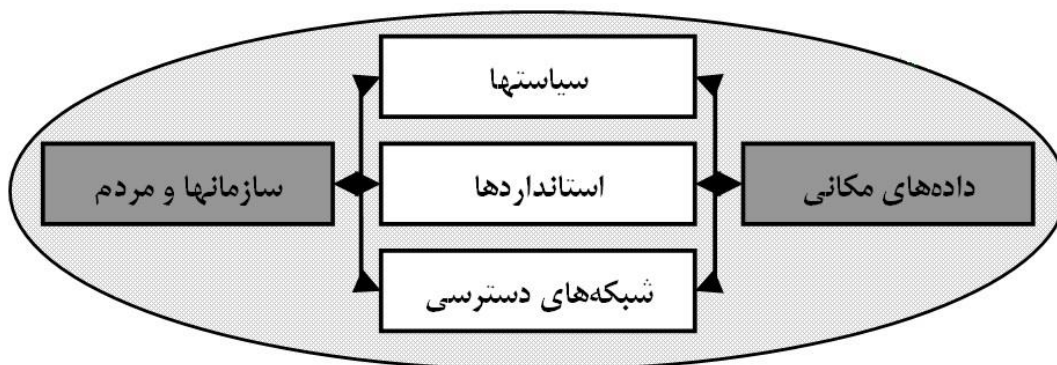 سیاستها
داده‌های مکانی
استانداردها
سازمانها و مردم
شبکه‌های دسترسی